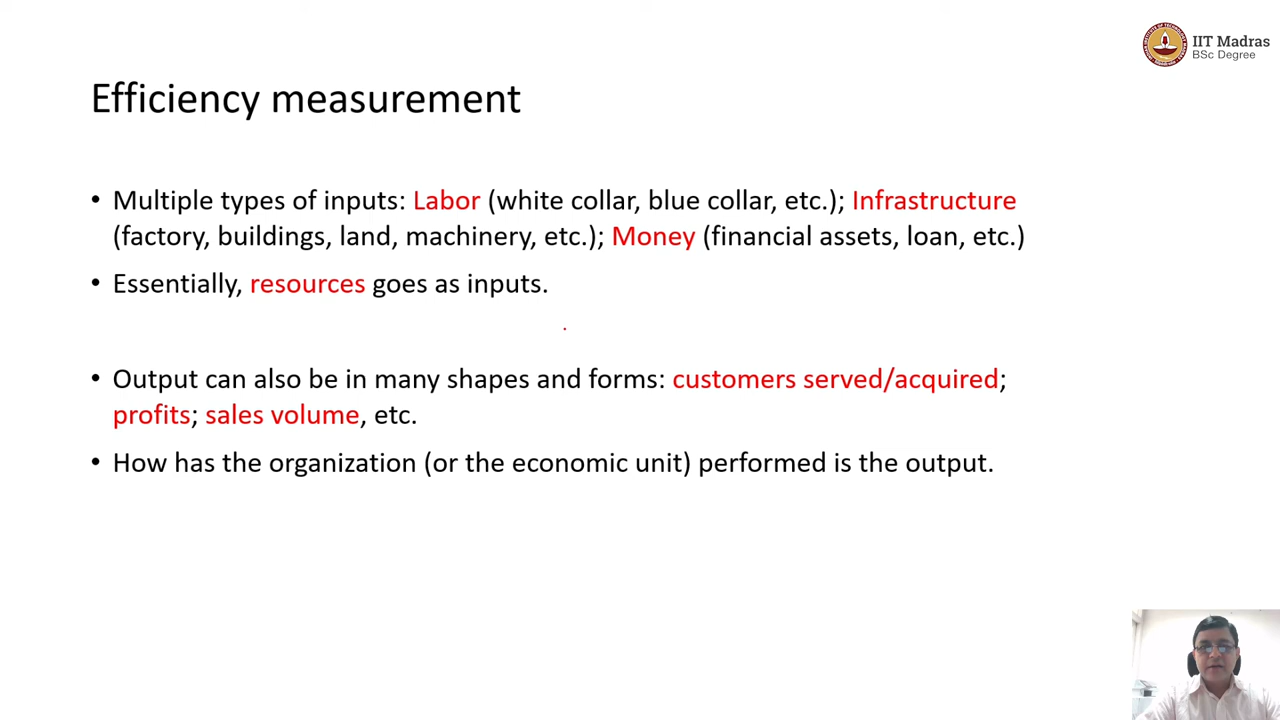 IIT Madras
BSc Degree
Efficiency measurement
• Multiple types of inputs: Labor (white collar, blue collar, etc.); Infrastructure
(factory, buildings, land, machinery, etc.); Money (financial assets, loan, etc.)
• Essentially, resources goes as inputs.
• Output can also be in many shapes and forms: customers served/acquired;
profits; sales volume, etc.
• How has the organization (or the economic unit) performed is the output.